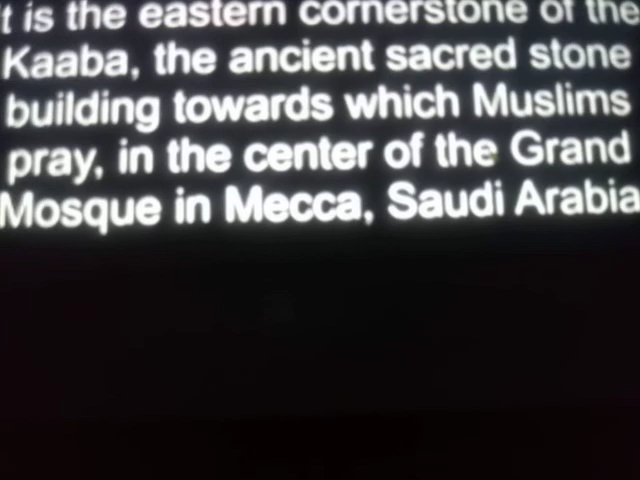 t is the eastern cornerstone of the
Kaaba, the ancient sacred stone
building towards which Muslims
pray, in the center of the Grand
Mosque in Mecca, Saudi Arabia